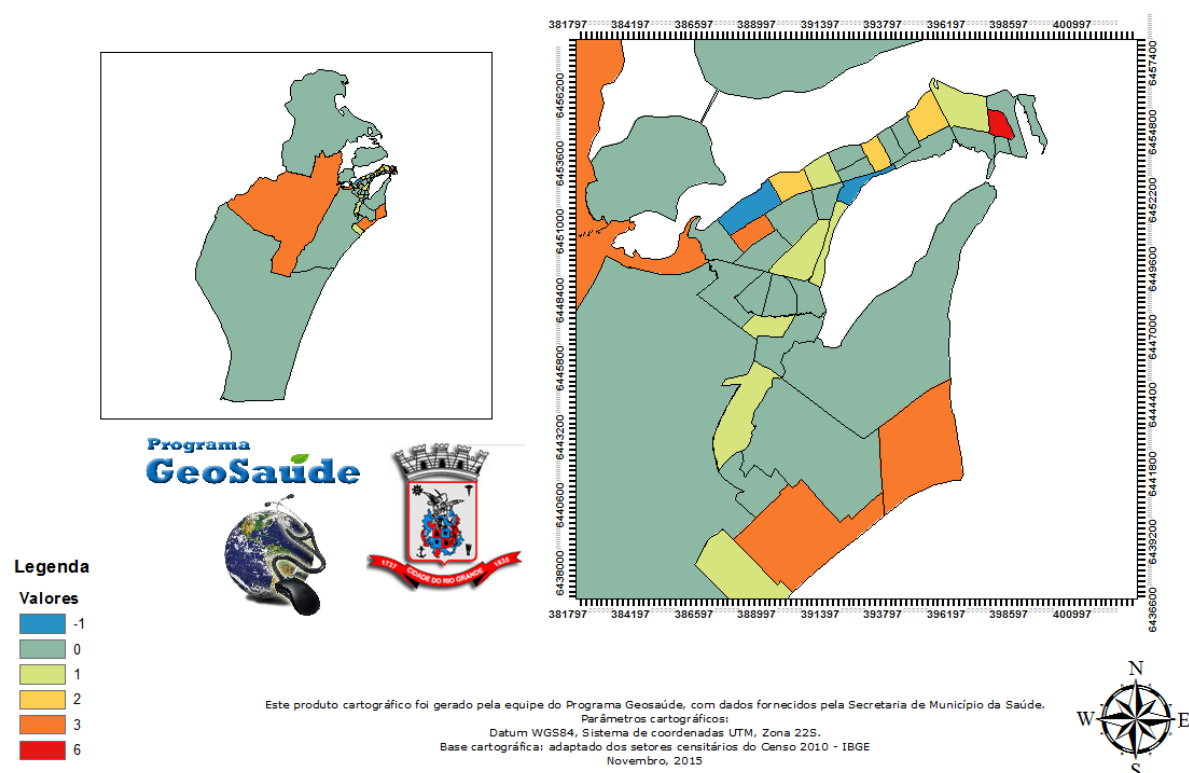 381797 384197 386597 388997 391397 393797 396197 398597 400997
6457400
6456200
6454800
6453600
6452200
6451000
6449600
6448400
6447000
6445800
6444400
6443200
6441800
6440600
6439200
6438000
6436600
381797 384197 386597 388997 391397 393797 396197 398597 400997
Programa
GeoSaúde
1737 CIDADE DO RIO GRANDE 1835
Legenda
Valores
-1
0
1
2
3
6
Este produto cartográfico foi gerado pela equipe do Programa Geosaúde, com dados fornecidos pela Secretaria de Município da Saúde.
Parâmetros cartográficos:
Datum WGS84, Sistema de coordenadas UTM, Zona 22S.
Base cartográfica: adaptado dos setores censitários do Censo 2010 - IBGE
Novembro, 2015
N
W E
S